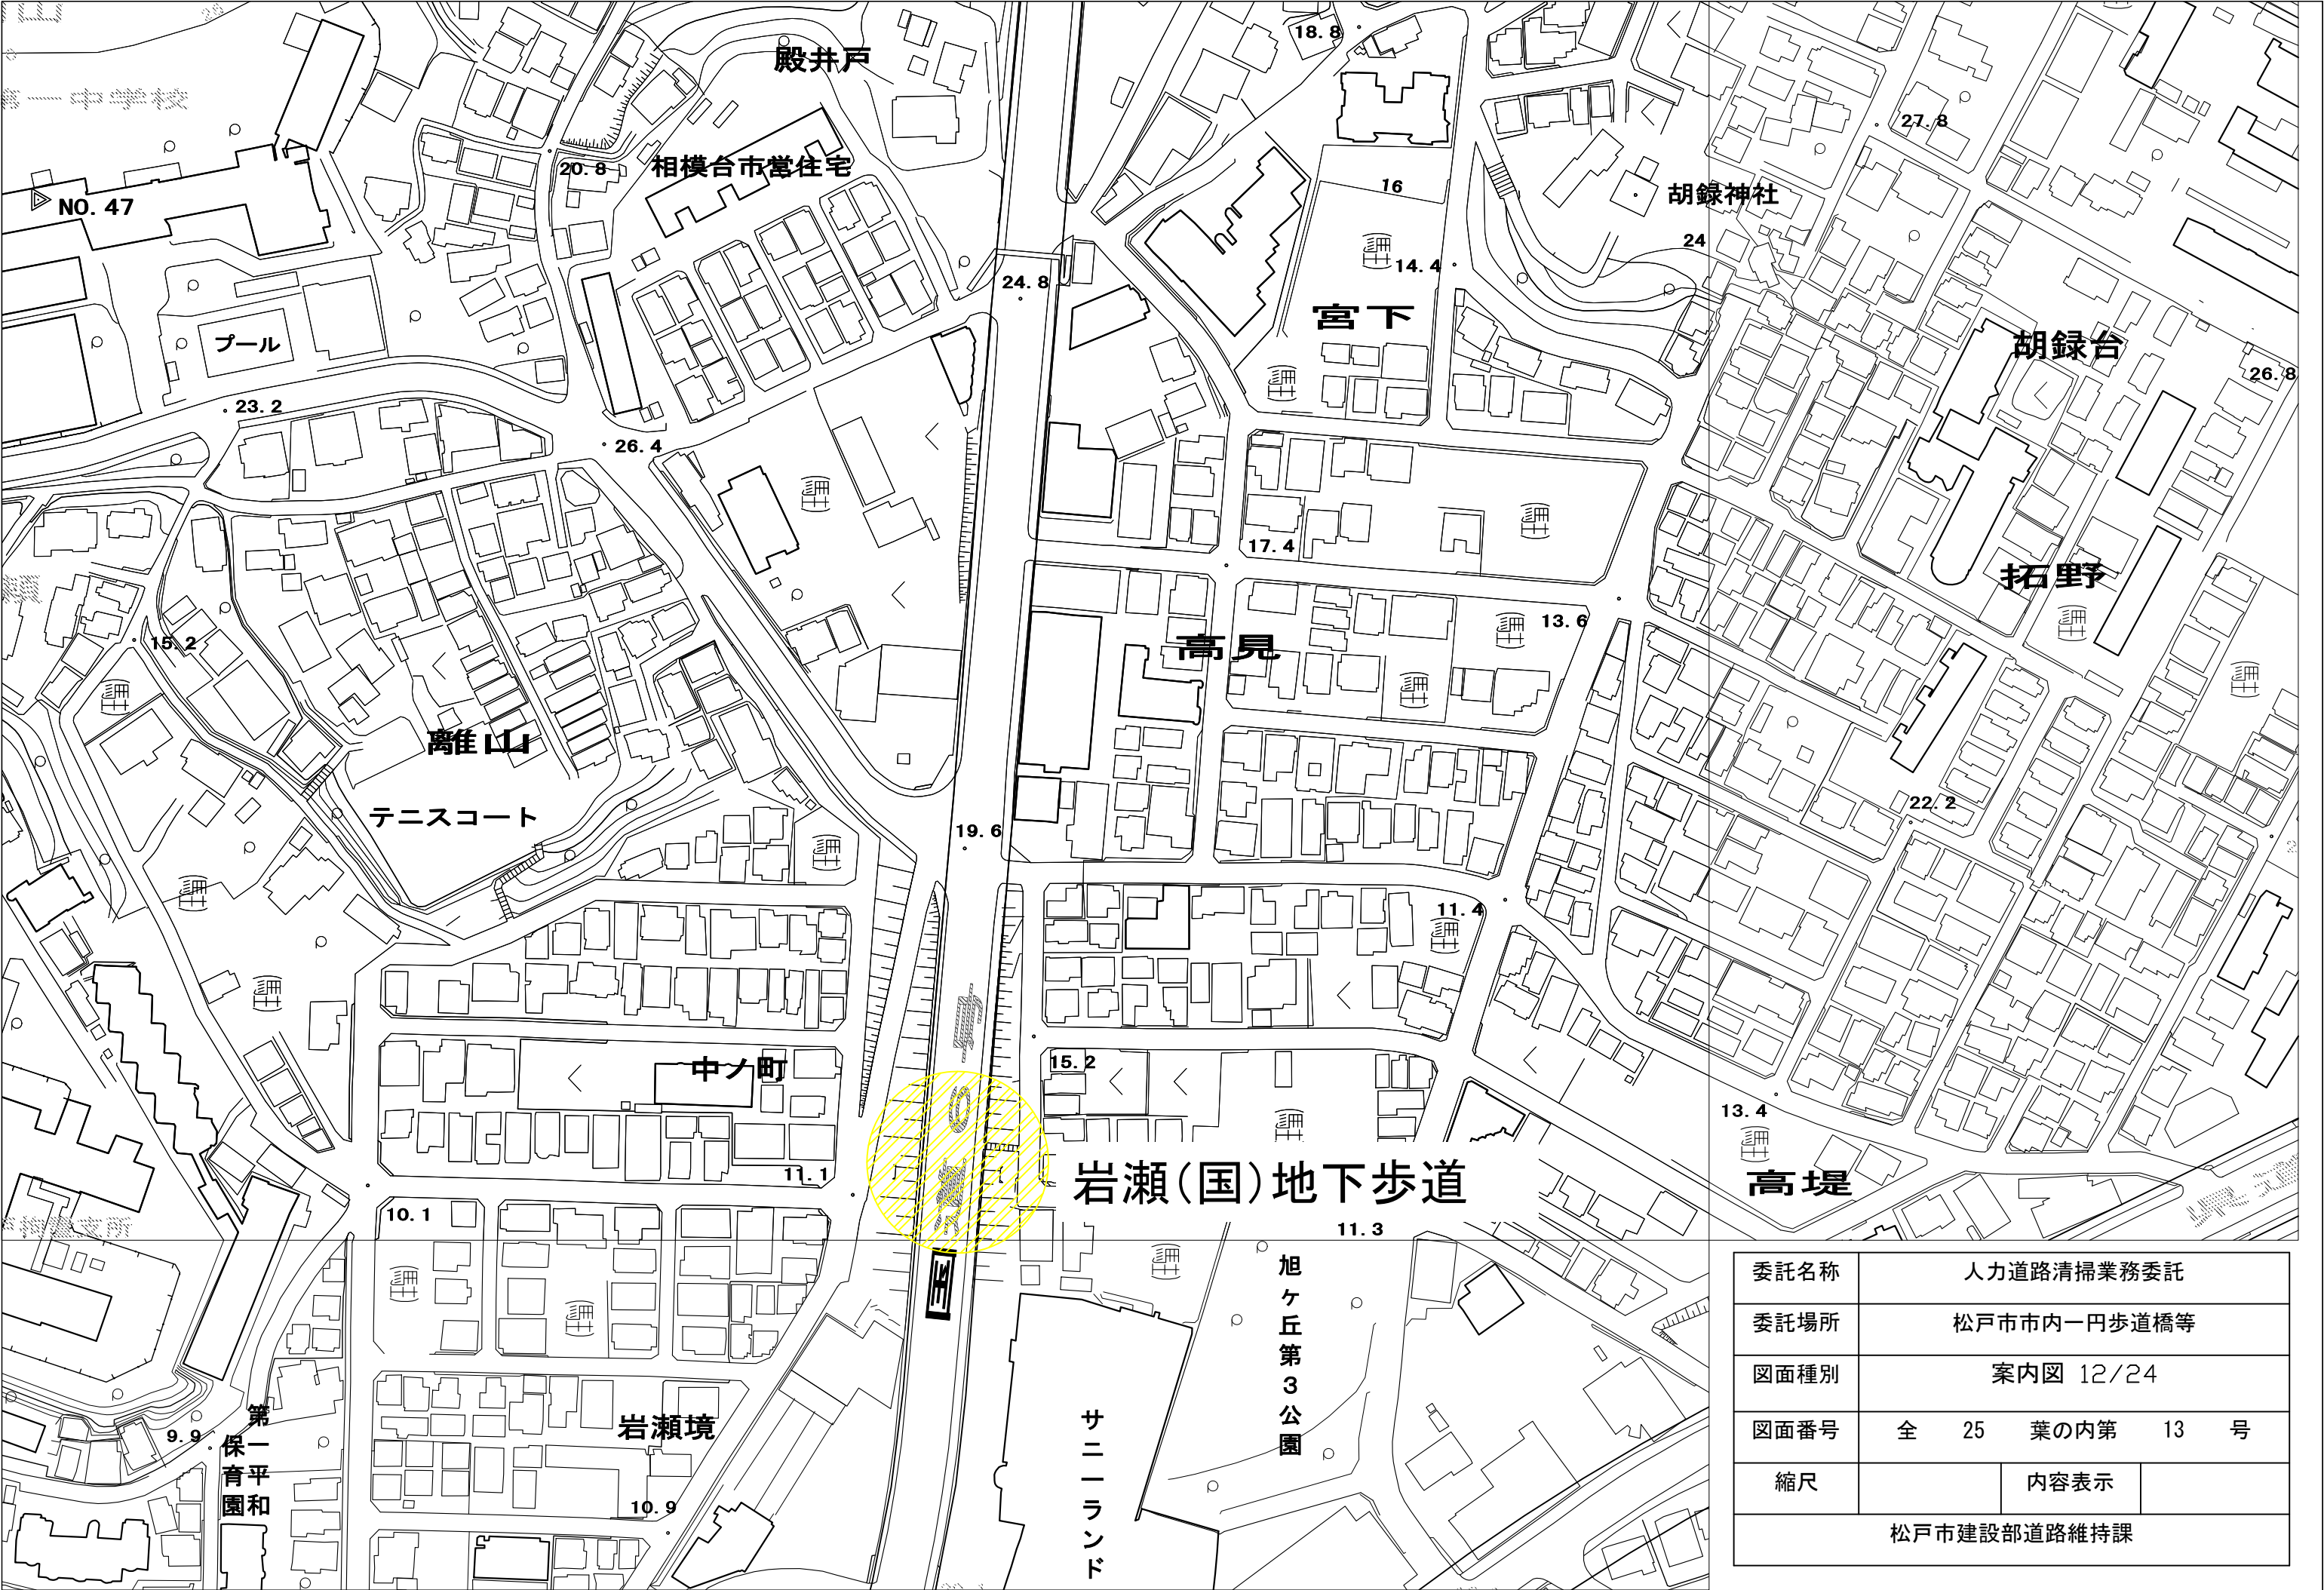 殿井戸
18.8
27.8
中学校
20.8
相模台市営住宅
16
胡録神社
NO.47
24
14.4
24.8
宮下
プール
胡録台
26.8
23.2
26.4
17.4
拓野
13.6
15.2
高見
離山
テニスコート
19.6
22.2
11.4
中ノ町
15.2
13.4
11.1
岩瀬(国)地下歩道
高堤
10.1
11.3
国
旭ヶ丘第3公園
岩瀬境
サニーランド
第一平和
保育園
9.9
10.9
委託名称 人力道路清掃業務委託
委託場所 松戸市市内一円歩道橋等
図面種別 案内図 12/24
図面番号 全 25 葉の内第 13 号
縮尺 内容表示
松戸市建設部道路維持課